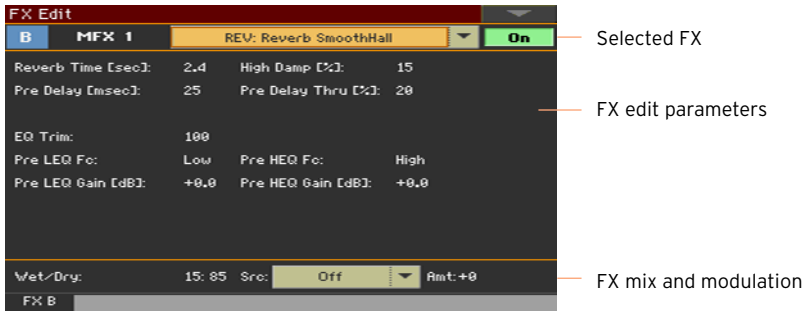 FX Edit
B MFX 1 REV: Reverb SmoothHall On
Selected FX
Reverb Time [sec]: 2.4 High Damp [%]: 15
Pre Delay [msec]: 25 Pre Delay Thru [%]: 20
FX edit parameters
EQ Trim: 100
Pre LEQ Fc: Low Pre HEQ Fc: High
Pre LEQ Gain [dB]: +0.0 Pre HEQ Gain [dB]: +0.0
Wet/Dry: 15: 85 Src: Off Amt:+0
FX mix and modulation
FX B